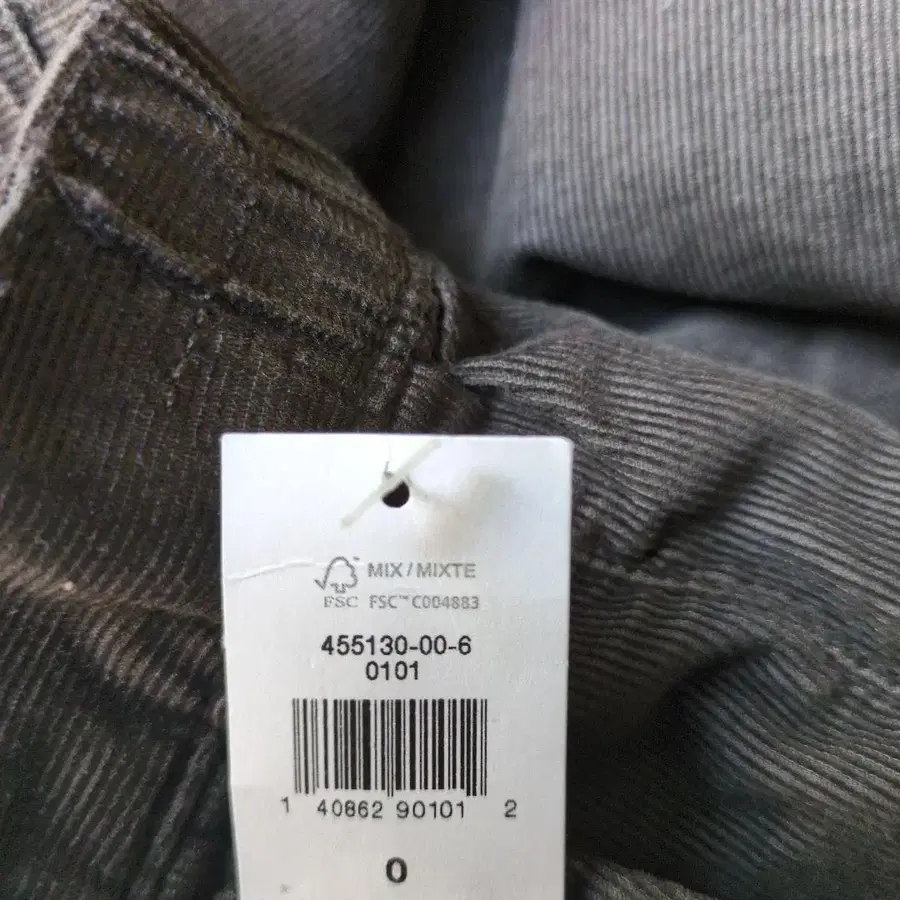 MIX / MIXTE
FSC FSC™ C004883
455130-00-6
0101
1 40862 90101 2
0